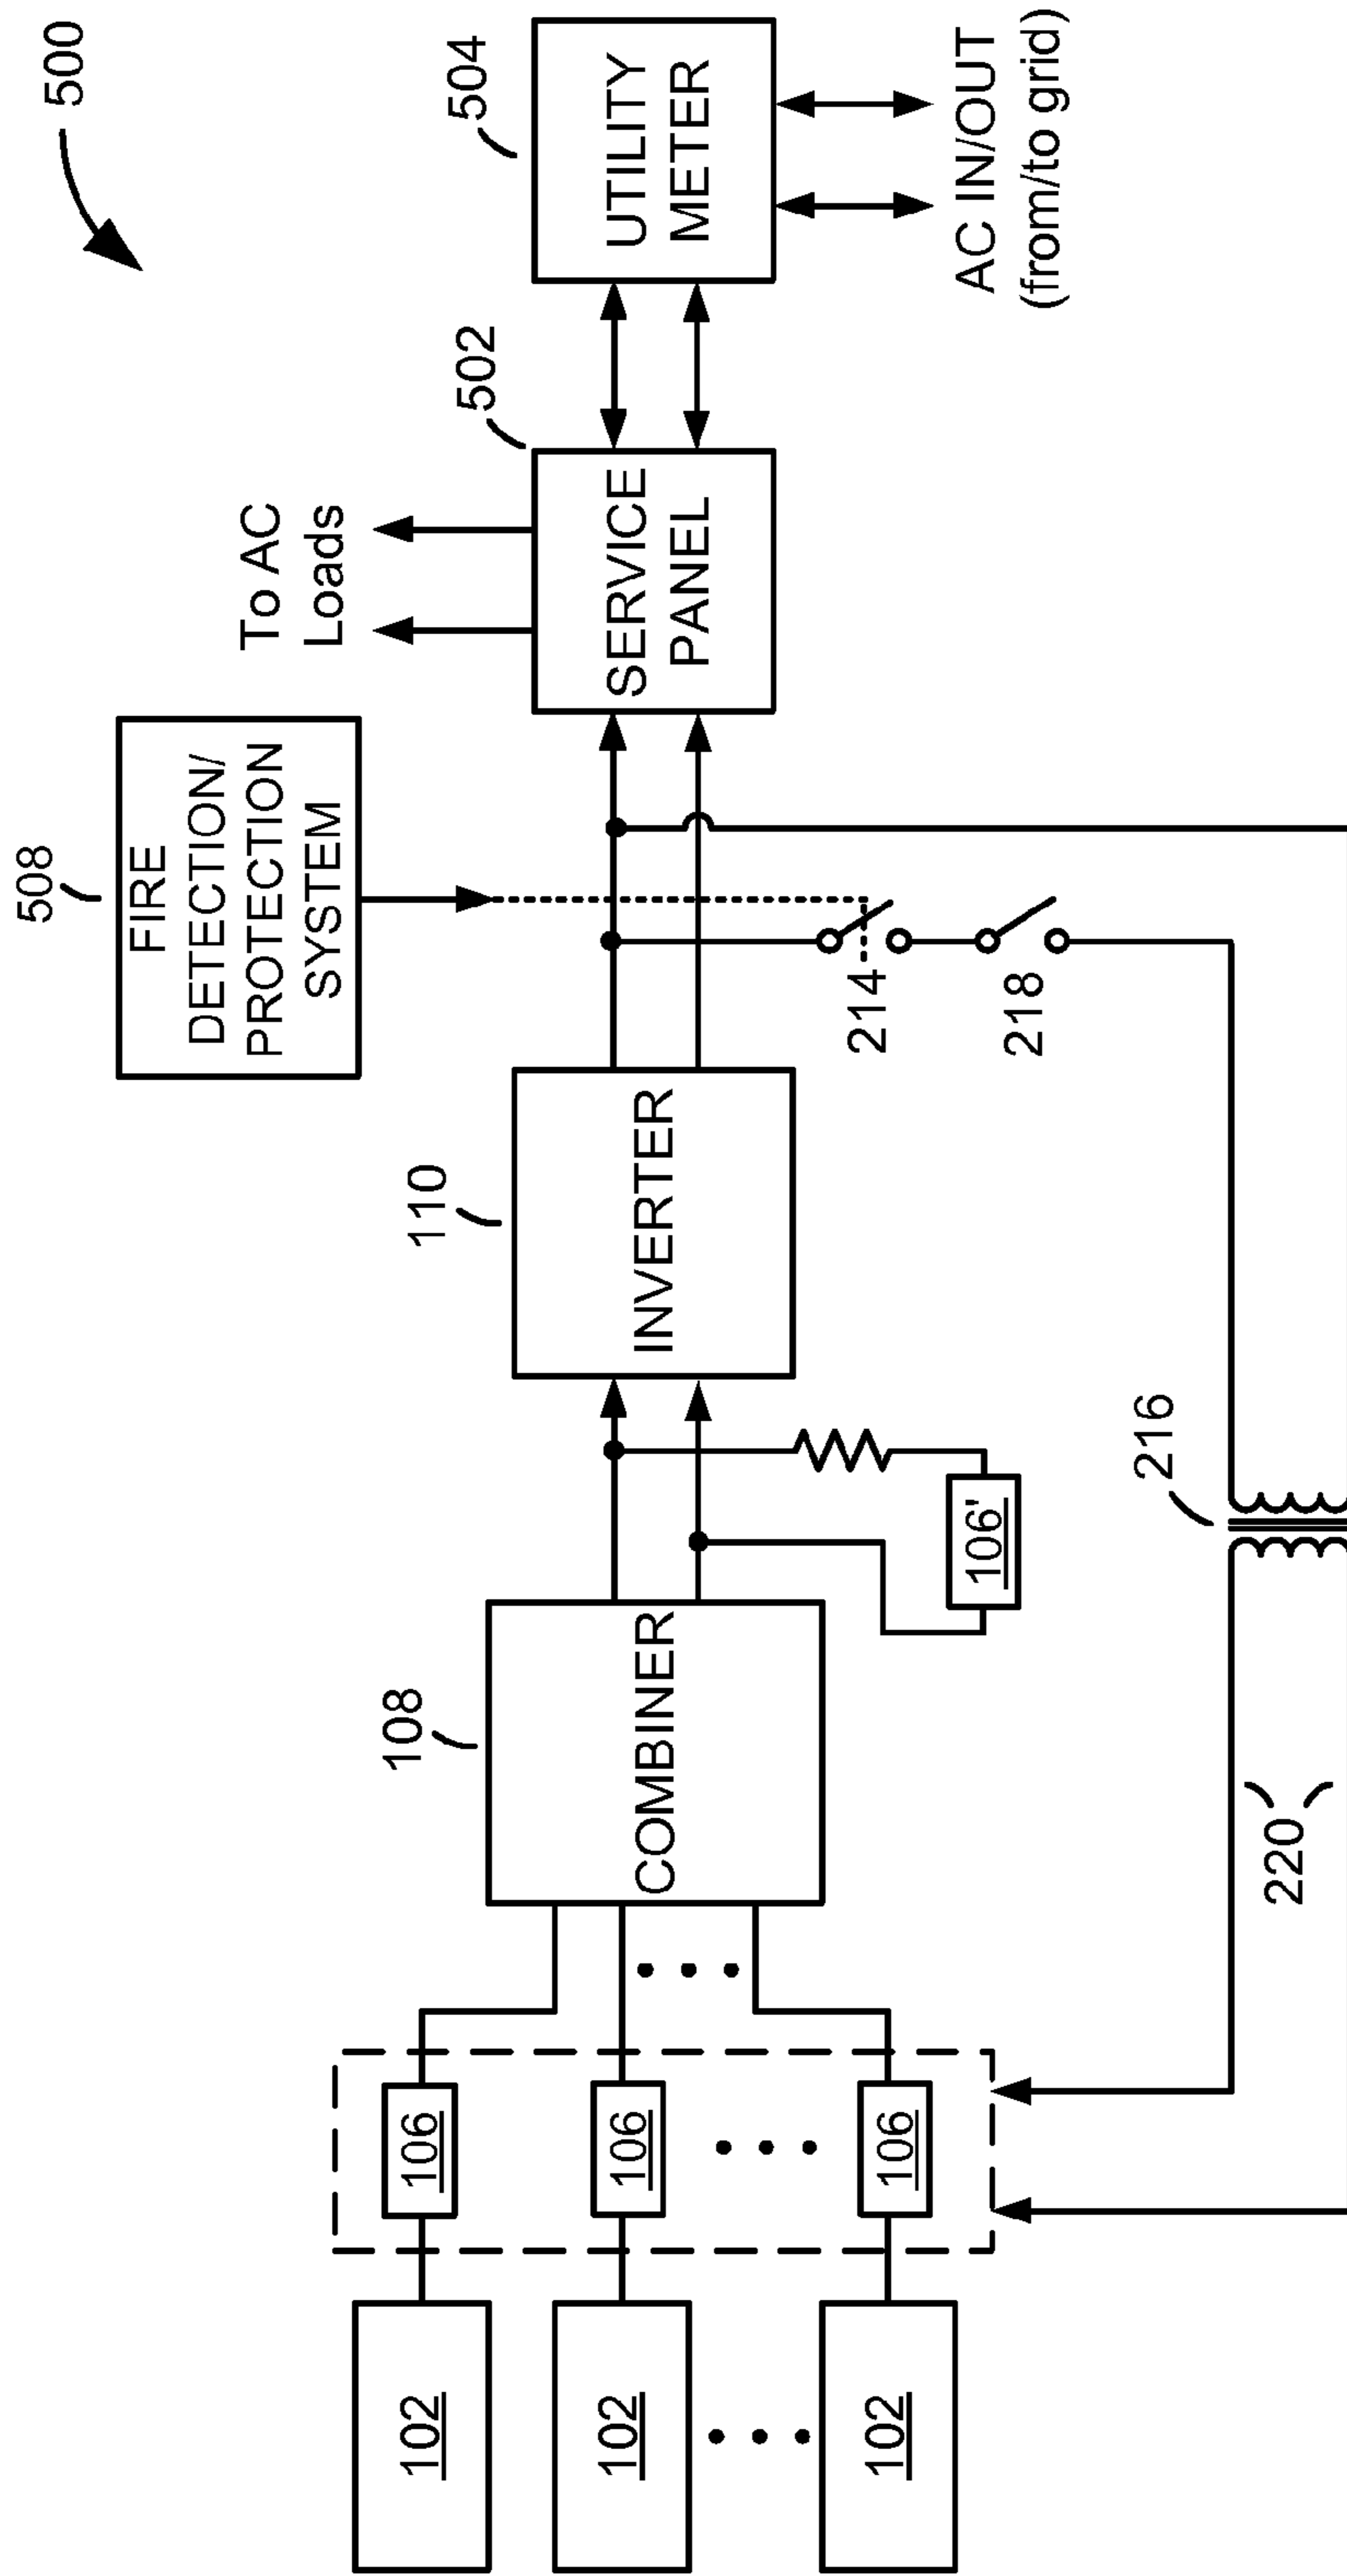 500
508
FIRE
DETECTION/
PROTECTION
SYSTEM
To AC
Loads
108
110
502
504
102
106
COMBINER
INVERTER
SERVICE
PANEL
UTILITY
METER
102
106
102
106
106'
214
218
AC IN/OUT
(from/to grid)
216
220